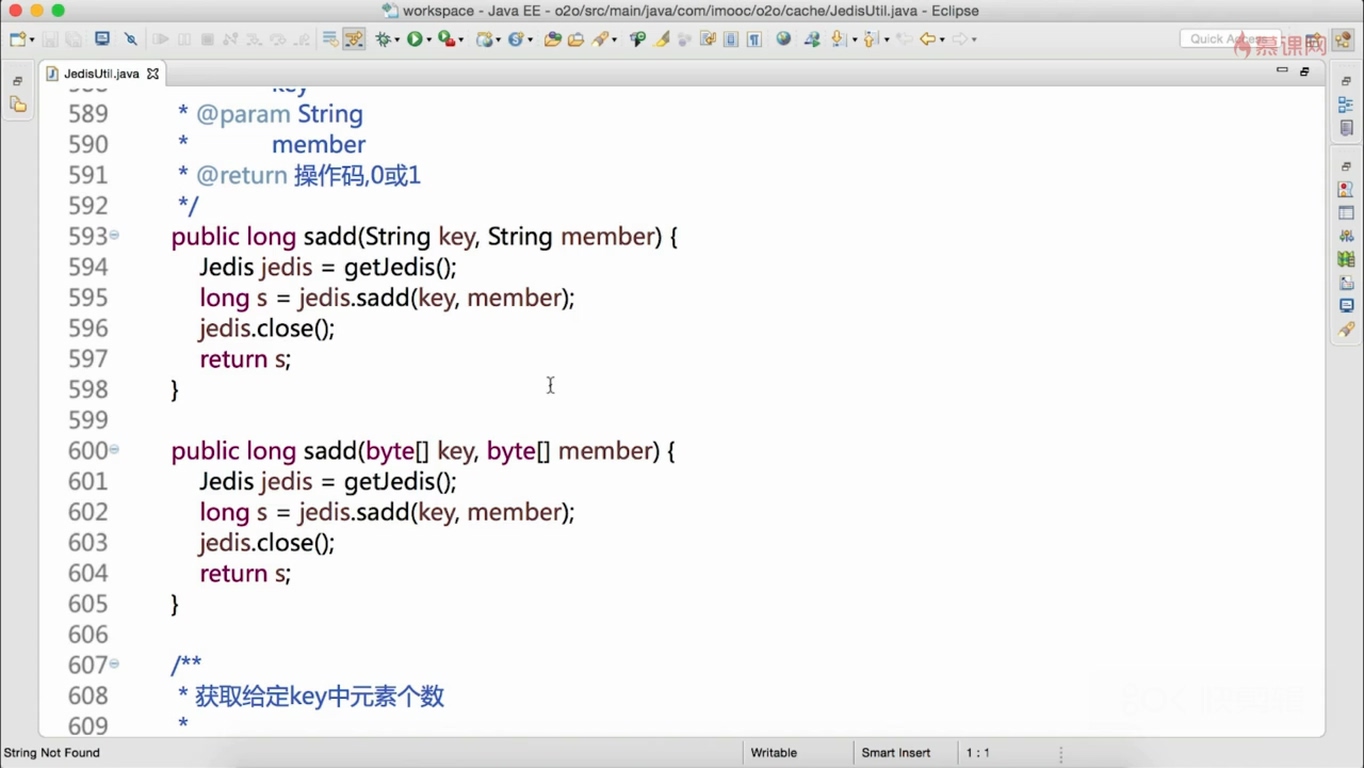 workspace - Java EE - o2o/src/main/java/com/imooc/o2o/cache/JedisUtil.java - Eclipse
Quick Access
慕课网
JedisUtil.java
588 key
589 * @param String
590 * member
591 * @return 操作码,0或1
592 */
593 public long sadd(String key, String member) {
594 Jedis jedis = getJedis();
595 long s = jedis.sadd(key, member);
596 jedis.close();
597 return s;
598 }
599
600 public long sadd(byte[] key, byte[] member) {
601 Jedis jedis = getJedis();
602 long s = jedis.sadd(key, member);
603 jedis.close();
604 return s;
605 }
606
607 /**
608 * 获取给定key中元素个数
609 *
String Not Found
Writable
Smart Insert
1 : 1